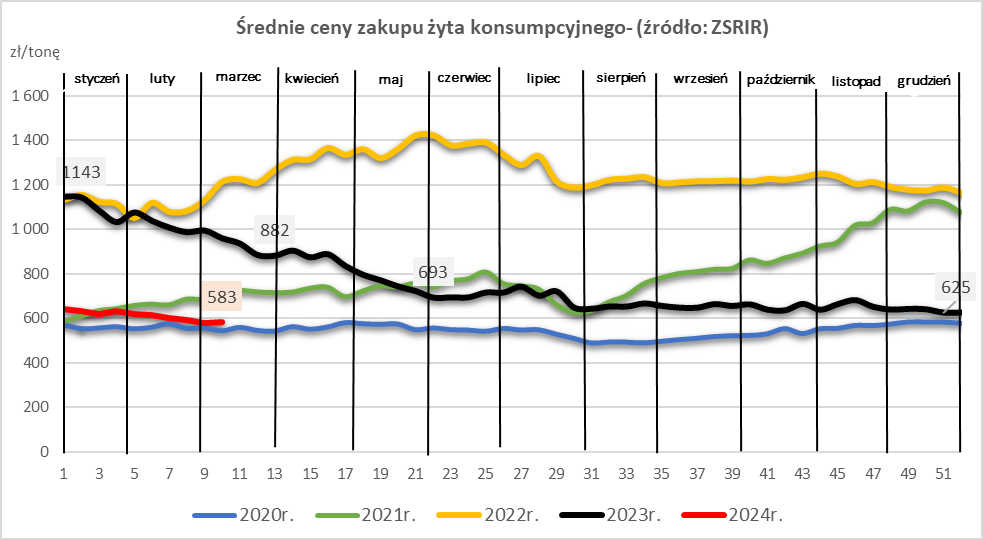 Średnie ceny zakupu żyta konsumpcyjnego- (źródło: ZSRIR)
zł/tonę
styczeń luty marzec kwiecień maj czerwiec lipiec sierpień wrzesień październik listopad grudzień
1 600
1 400
1 200
1 000
800
600
400
200
0
1143
882
693
583
625
1 3 5 7 9 11 13 15 17 19 21 23 25 27 29 31 33 35 37 39 41 43 45 47 49 51
2020r. 2021r. 2022r. 2023r. 2024r.